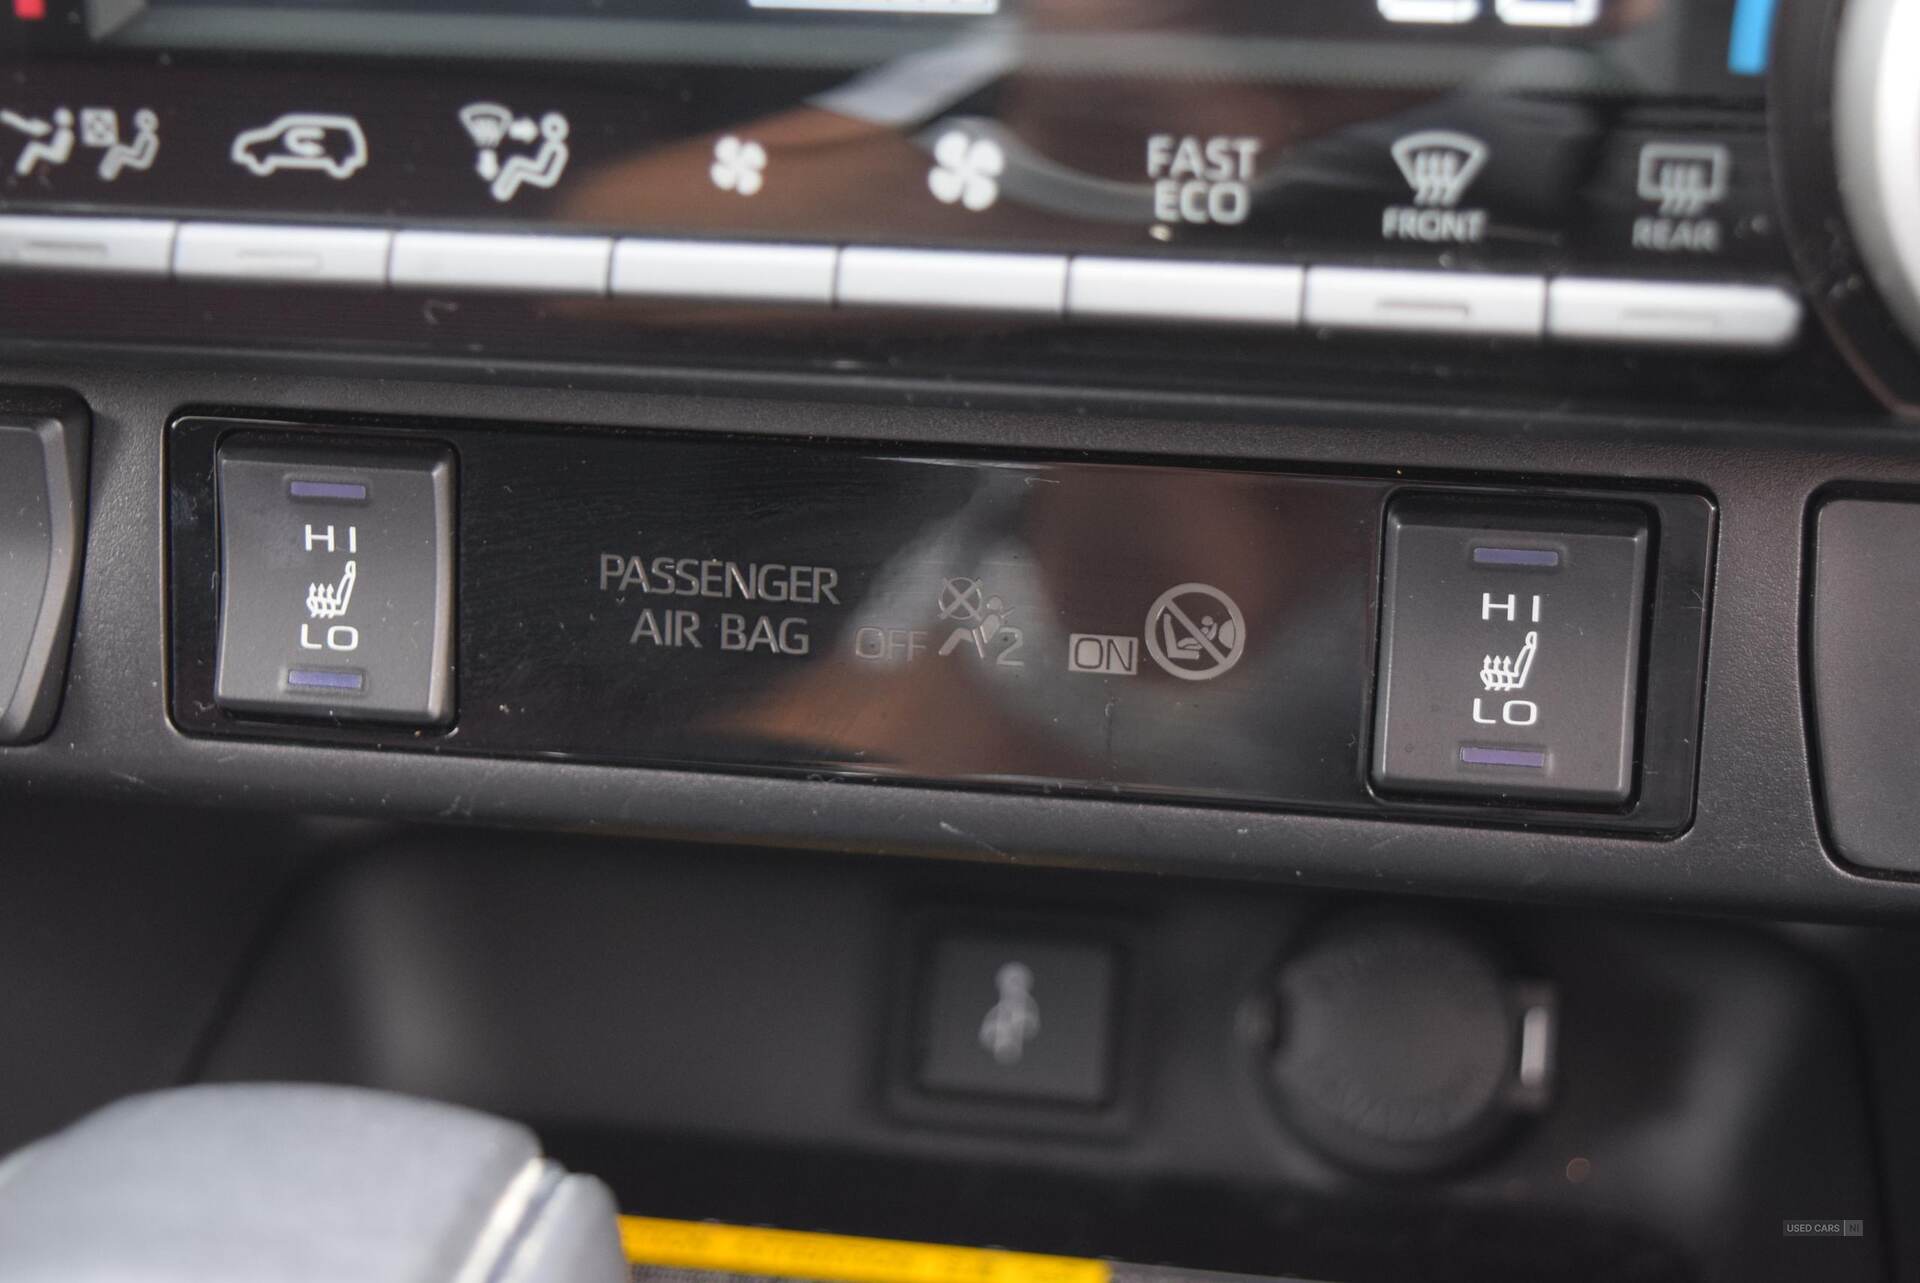 FAST
ECO
FRONT
REAR
HI
LO
PASSENGER
AIR BAG
OFF
2
ON
HI
LO
USED CARS NI